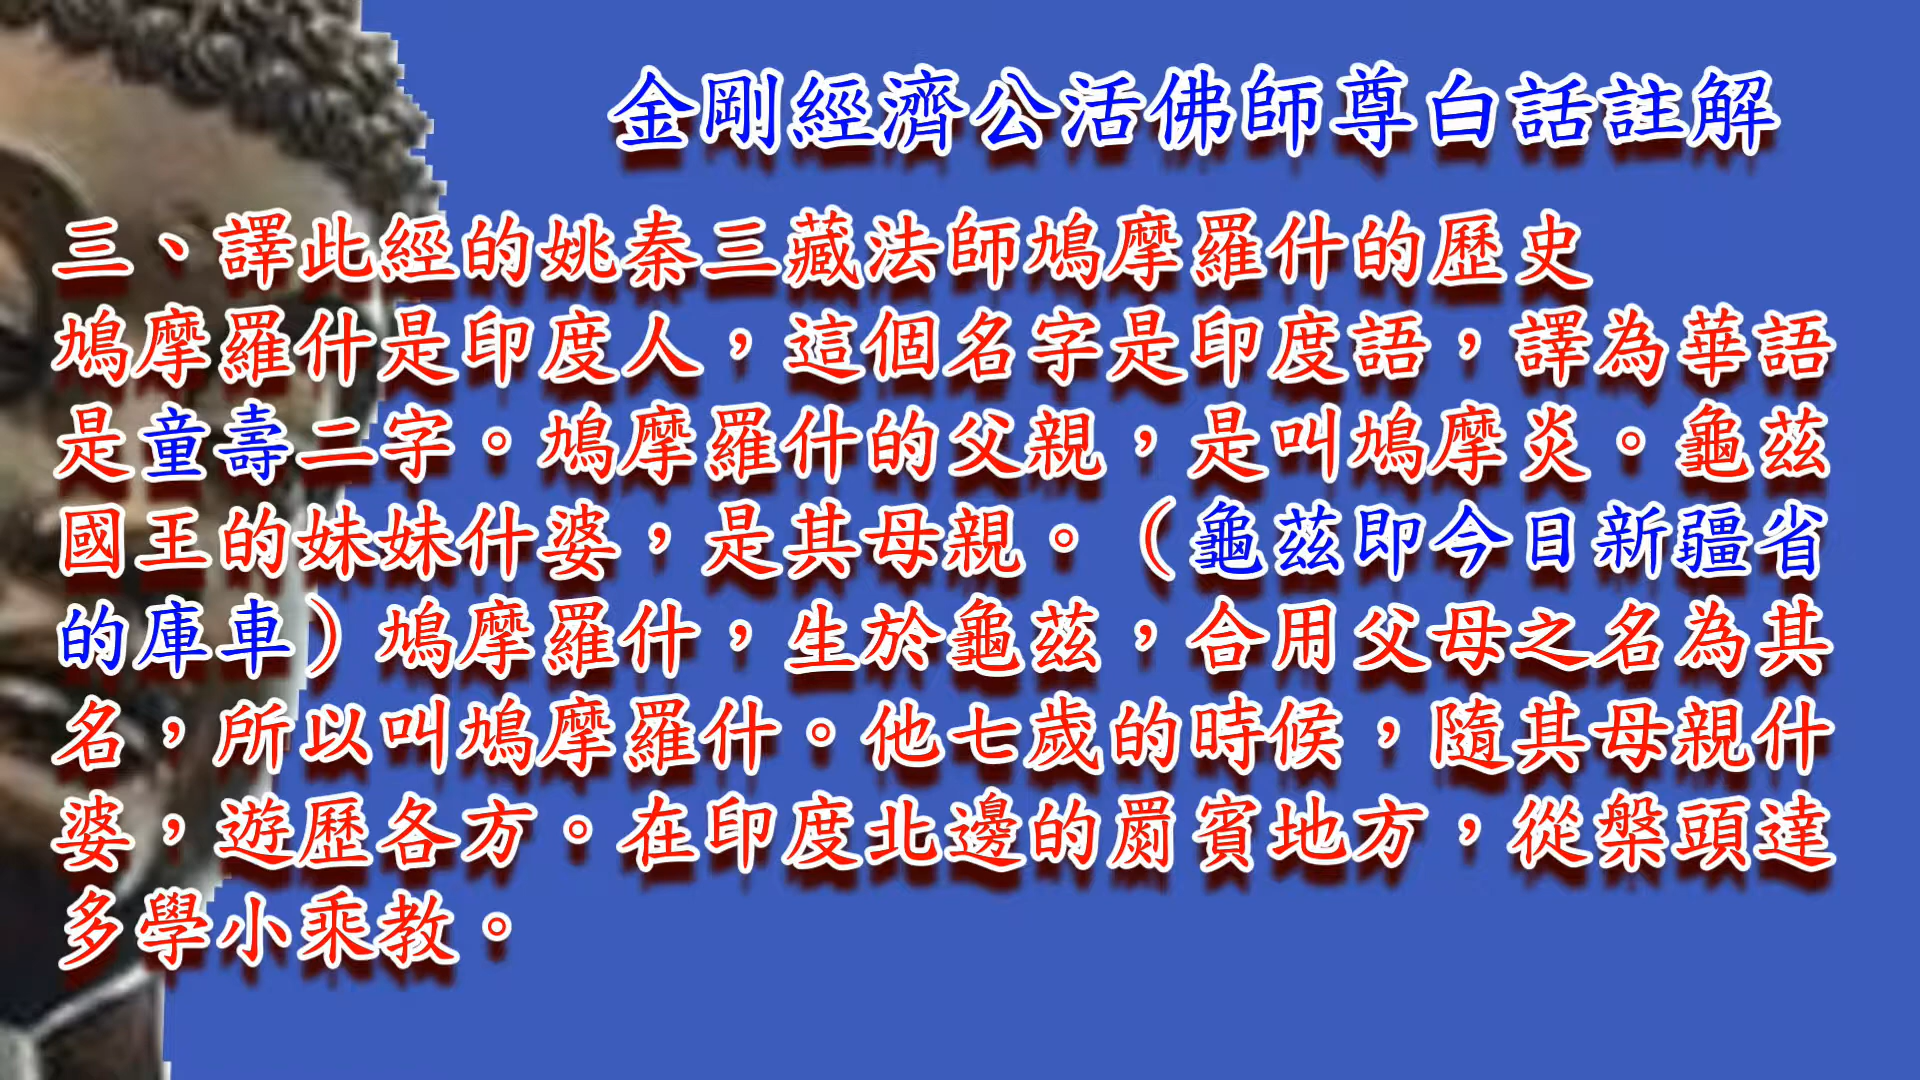 金剛經濟公活佛師尊白話註解
三、譯此經的姚秦三藏法師鳩摩羅什的歷史
鳩摩羅什是印度人，這個名字是印度語，譯為華語
是童壽二字。鳩摩羅什的父親，是叫鳩摩炎。龜茲
國王的妹妹什婆，是其母親。（龜茲即今日新疆省
的庫車）鳩摩羅什，生於龜茲，合用父母之名為其
名，所以叫鳩摩羅什。他七歲的時候，隨其母親什
婆，遊歷各方。在印度北邊的罽賓地方，從槃頭達
多學小乘教。